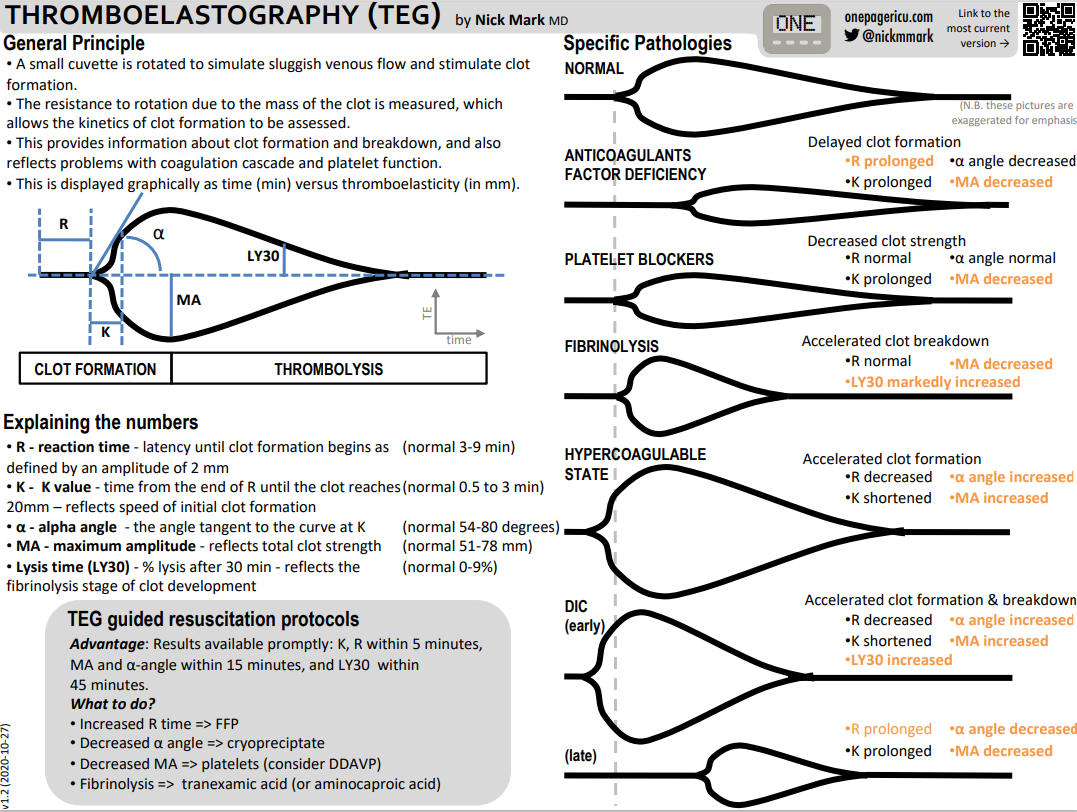 THROMBOELASTOGRAPHY (TEG) by Nick Mark MD
ONE
onepagericu.com
@nickmmark
Link to the
most current
version →
General Principle
• A small cuvette is rotated to simulate sluggish venous flow and stimulate clot
formation.
• The resistance to rotation due to the mass of the clot is measured, which
allows the kinetics of clot formation to be assessed.
• This provides information about clot formation and breakdown, and also
reflects problems with coagulation cascade and platelet function.
• This is displayed graphically as time (min) versus thromboelasticity (in mm).
R
α
LY30
MA
K
TE
time
CLOT FORMATION
THROMBOLYSIS
Explaining the numbers
• R - reaction time - latency until clot formation begins as (normal 3-9 min)
defined by an amplitude of 2 mm
• K - K value - time from the end of R until the clot reaches (normal 0.5 to 3 min)
20mm – reflects speed of initial clot formation
• α - alpha angle - the angle tangent to the curve at K (normal 54-80 degrees)
• MA - maximum amplitude - reflects total clot strength (normal 51-78 mm)
• Lysis time (LY30) - % lysis after 30 min - reflects the (normal 0-9%)
fibrinolysis stage of clot development
TEG guided resuscitation protocols
Advantage: Results available promptly: K, R within 5 minutes,
MA and α-angle within 15 minutes, and LY30 within
45 minutes.
What to do?
• Increased R time => FFP
• Decreased α angle => cryopreciptate
• Decreased MA => platelets (consider DDAVP)
• Fibrinolysis => tranexamic acid (or aminocaproic acid)
v1.2 (2020-10-27)
Specific Pathologies
NORMAL
(N.B. these pictures are
exaggerated for emphasis
ANTICOAGULANTS
FACTOR DEFICIENCY
Delayed clot formation
•R prolonged •α angle decreased
•K prolonged •MA decreased
PLATELET BLOCKERS
Decreased clot strength
•R normal •α angle normal
•K prolonged •MA decreased
FIBRINOLYSIS
Accelerated clot breakdown
•R normal •MA decreased
•LY30 markedly increased
HYPERCOAGULABLE
STATE
Accelerated clot formation
•R decreased •α angle increased
•K shortened •MA increased
DIC
(early)
Accelerated clot formation & breakdown
•R decreased •α angle increased
•K shortened •MA increased
•LY30 increased
(late)
•R prolonged •α angle decreased
•K prolonged •MA decreased